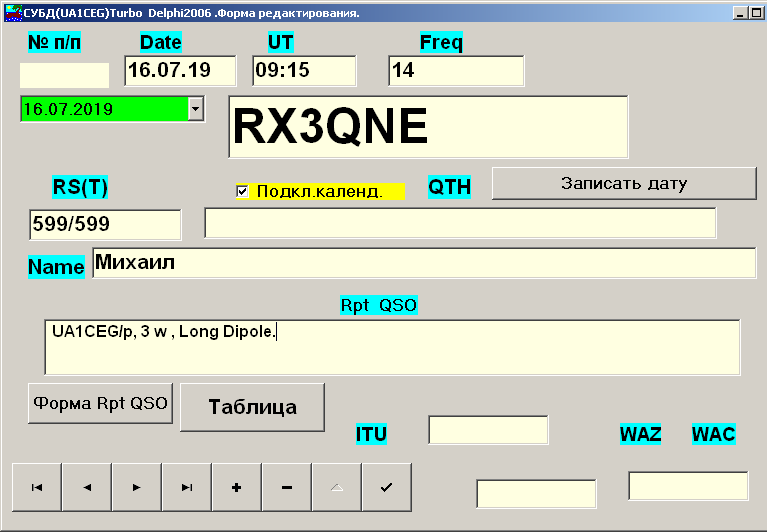 СУБД(UA1CEG)Turbo Delphi2006 .Форма редактирования.
№ п/п Date UT Freq
16.07.19 09:15 14
16.07.2019
RX3QNE
RS(T) Подкл.календ. QTH Записать дату
599/599
Name Михаил
Rpt QSO
UA1CEG/p, 3 w , Long Dipole.
Форма Rpt QSO Таблица
ITU WAZ WAC